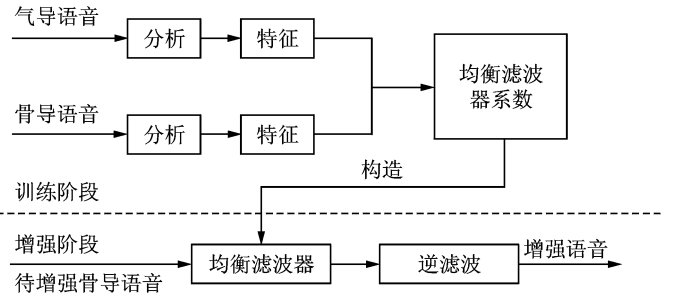 气导语音
分析
特征
均衡滤波
器系数
骨导语音
分析
特征
构造
训练阶段
增强阶段
待增强骨导语音
均衡滤波器
逆滤波
增强语音